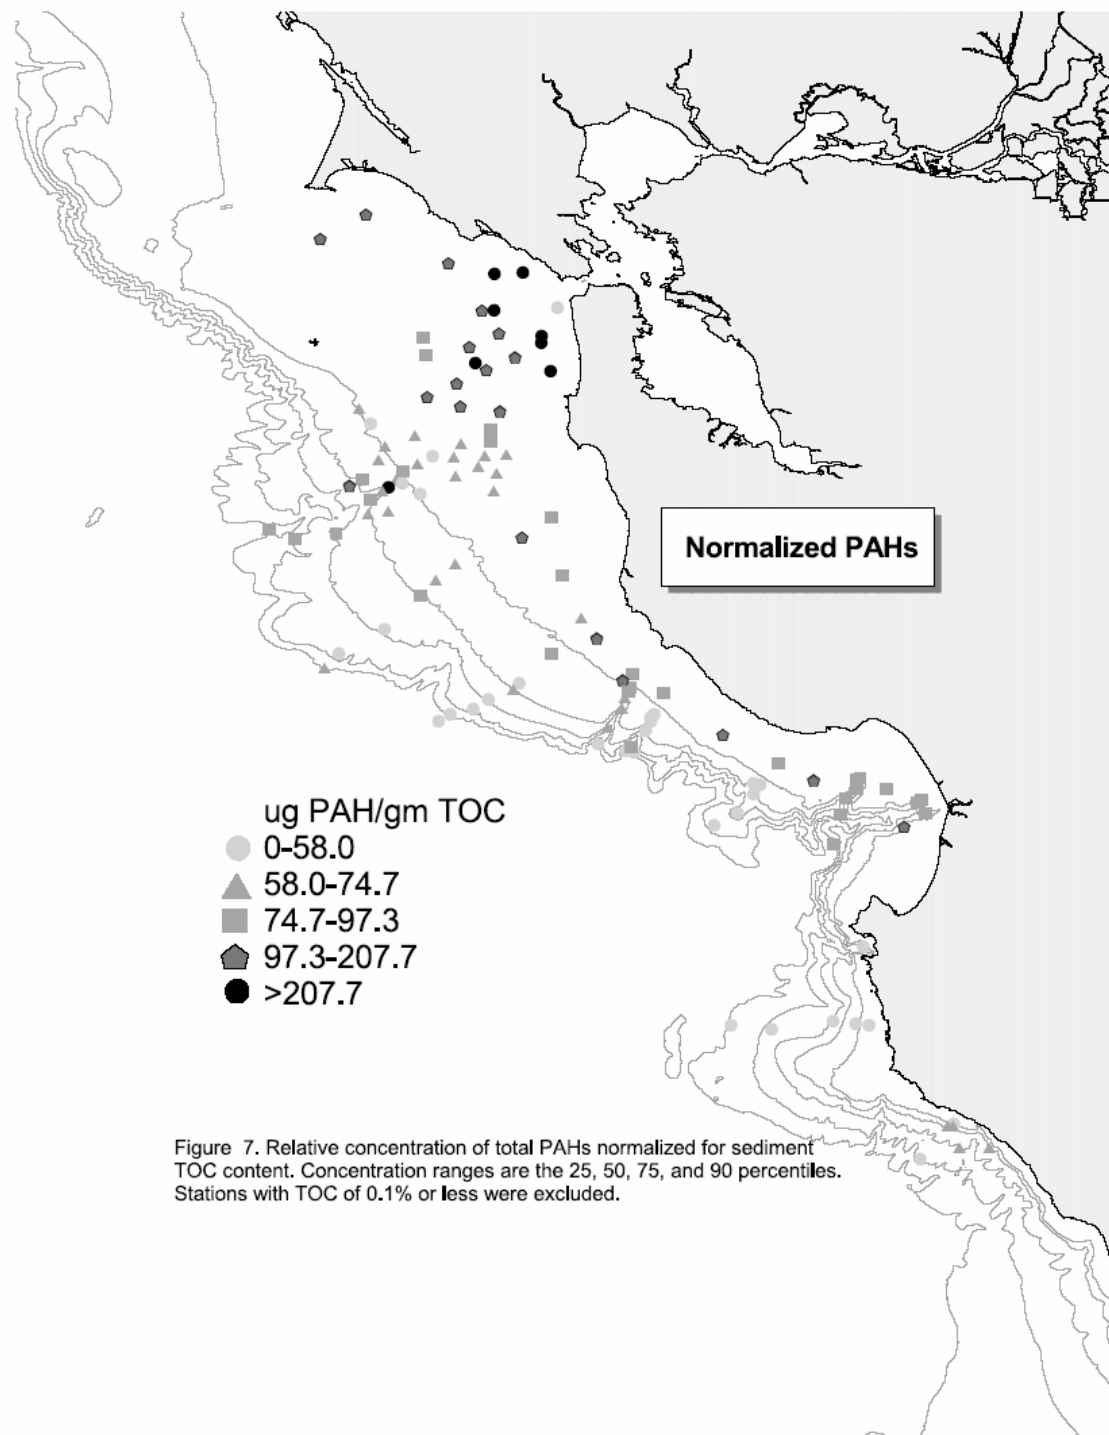 Normalized PAHs
ug PAH/gm TOC
0-58.0
58.0-74.7
74.7-97.3
97.3-207.7
>207.7
Figure 7. Relative concentration of total PAHs normalized for sediment
TOC content. Concentration ranges are the 25, 50, 75, and 90 percentiles.
Stations with TOC of 0.1% or less were excluded.